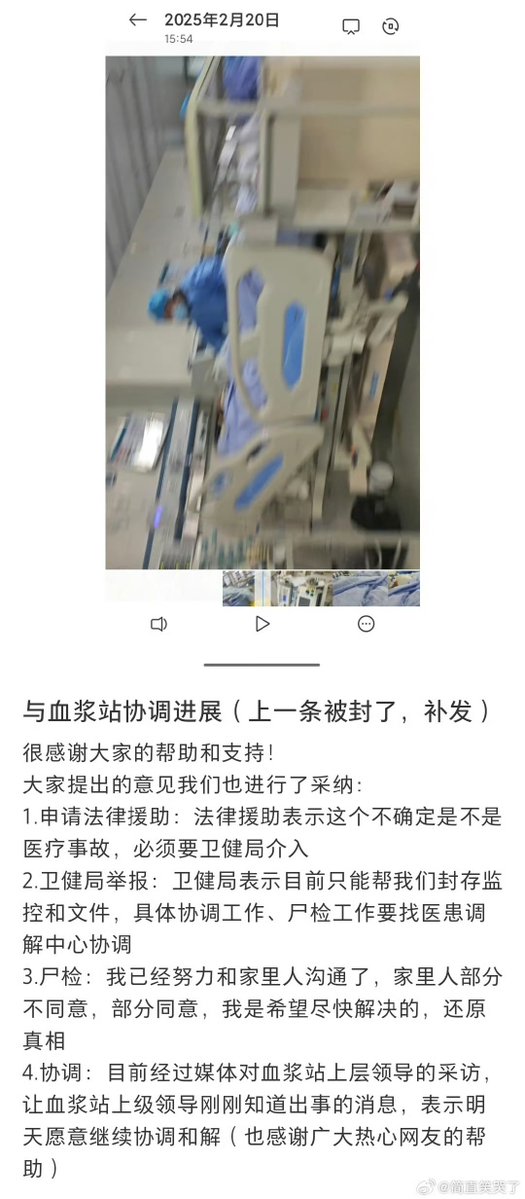 2025年2月20日
15:54
与血浆站协调进展（上一条被封了，补发）
很感谢大家的帮助和支持！
大家提出的意见我们也进行了采纳：
1.申请法律援助：法律援助表示这个不确定是不是
医疗事故，必须要卫健局介入
2.卫健局举报：卫健局表示目前只能帮我们封存监
控和文件，具体协调工作、尸检工作要找医患调
解中心协调
3.尸检：我已经努力和家里人沟通了，家里人部分
不同意，部分同意，我是希望尽快解决的，还原
真相
4.协调：目前经过媒体对血浆站上层领导的采访，
让血浆站上级领导刚刚知道出事的消息，表示明
天愿意继续协调和解（也感谢广大热心网友的帮
助）
@简直笑哭了